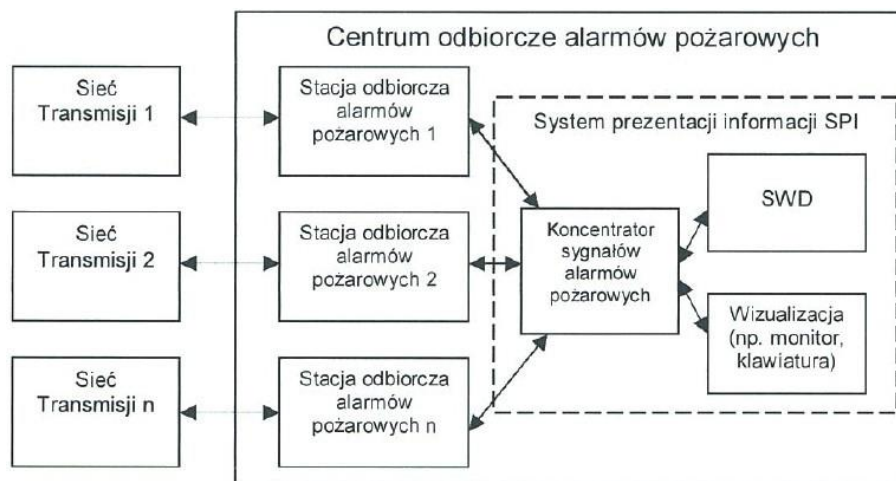 Centrum odbiorcze alarmów pożarowych
Sieć
Transmisji 1
Stacja odbiorcza
alarmów
pożarowych 1
System prezentacji informacji SPI
SWD
Sieć
Transmisji 2
Stacja odbiorcza
alarmów
pożarowych 2
Koncentrator
sygnałów
alarmów
pożarowych
Wizualizacja
(np. monitor,
klawiatura)
Sieć
Transmisji n
Stacja odbiorcza
alarmów
pożarowych n